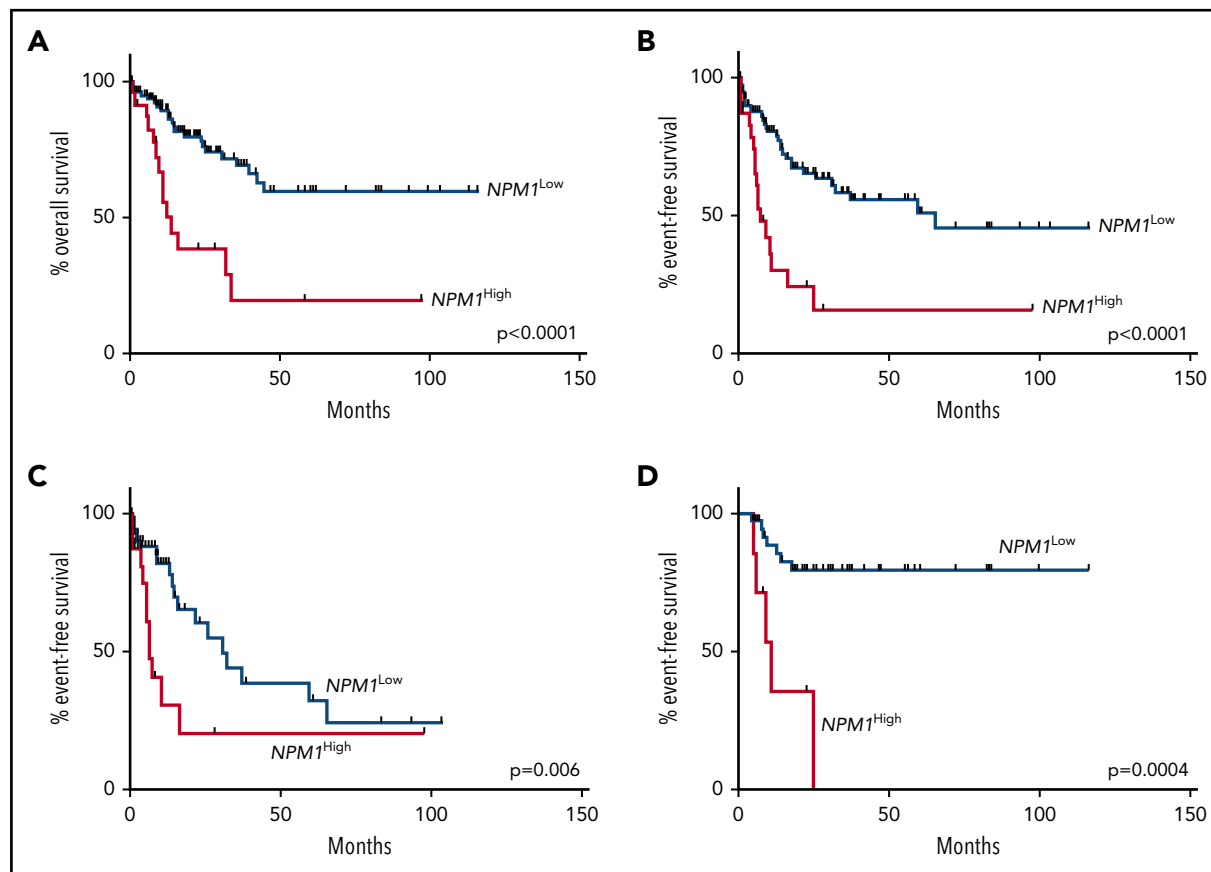 A
% overall survival
100
50
0
NPM1Low
NPM1High
p<0.0001
0 50 100 150
Months
B
% event-free survival
100
50
0
NPM1Low
NPM1High
p<0.0001
0 50 100 150
Months
C
% event-free survival
100
50
0
NPM1Low
NPM1High
p=0.006
0 50 100 150
Months
D
% event-free survival
100
50
0
NPM1Low
NPM1High
p=0.0004
0 50 100 150
Months